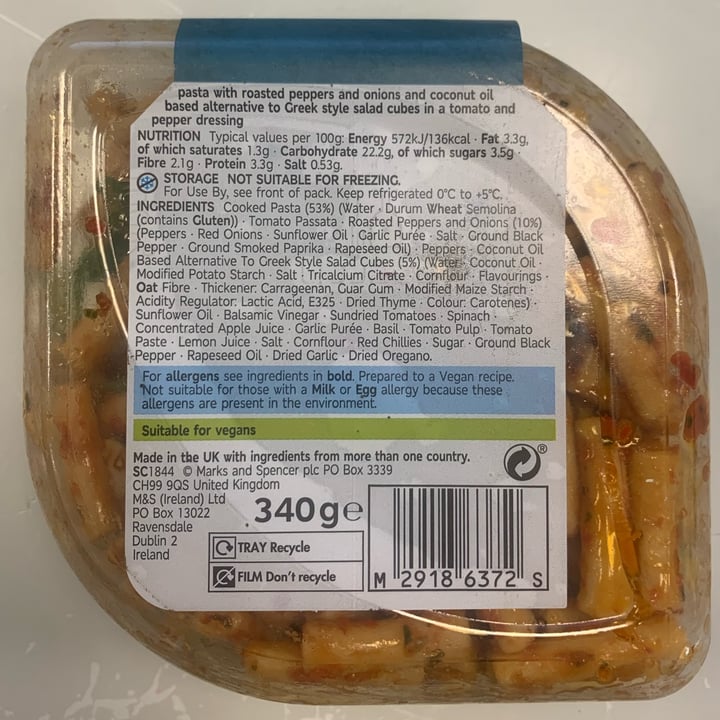 pasta with roasted peppers and onions and coconut oil
based alternative to Greek style salad cubes in a tomato and
pepper dressing
NUTRITION Typical values per 100g: Energy 572kJ/136kcal · Fat 3.3g,
of which saturates 1.3g · Carbohydrate 22.2g, of which sugars 3.5g ·
Fibre 2.1g · Protein 3.3g · Salt 0.53g.
STORAGE NOT SUITABLE FOR FREEZING.
For Use By, see front of pack. Keep refrigerated 0°C to +5°C.
INGREDIENTS Cooked Pasta (53%) (Water · Durum Wheat Semolina
(contains Gluten)) · Tomato Passata · Roasted Peppers and Onions (10%)
(Peppers · Red Onions · Sunflower Oil · Garlic Purée · Salt · Ground Black
Pepper · Ground Smoked Paprika · Rapeseed Oil) · Peppers · Coconut Oil
Based Alternative To Greek Style Salad Cubes (5%) (Water · Coconut Oil ·
Modified Potato Starch · Salt · Tricalcium Citrate · Cornflour · Flavourings ·
Oat Fibre · Thickener: Carrageenan, Guar Gum · Modified Maize Starch ·
Acidity Regulator: Lactic Acid, E325 · Dried Thyme · Colour: Carotenes) ·
Sunflower Oil · Balsamic Vinegar · Sundried Tomatoes · Spinach ·
Concentrated Apple Juice · Garlic Purée · Basil · Tomato Pulp · Tomato
Paste · Lemon Juice · Salt · Cornflour · Red Chillies · Sugar · Ground Black
Pepper · Rapeseed Oil · Dried Garlic · Dried Oregano.
For allergens see ingredients in bold. Prepared to a Vegan recipe.
Not suitable for those with a Milk or Egg allergy because these
allergens are present in the environment.
Suitable for vegans
Made in the UK with ingredients from more than one country.
SC1844 © Marks and Spencer plc PO Box 3339
CH99 9QS United Kingdom
M&S (Ireland) Ltd
PO Box 13022
Ravensdale
Dublin 2
Ireland
340g e
TRAY Recycle
FILM Don't recycle
M 2918 6372 S
®